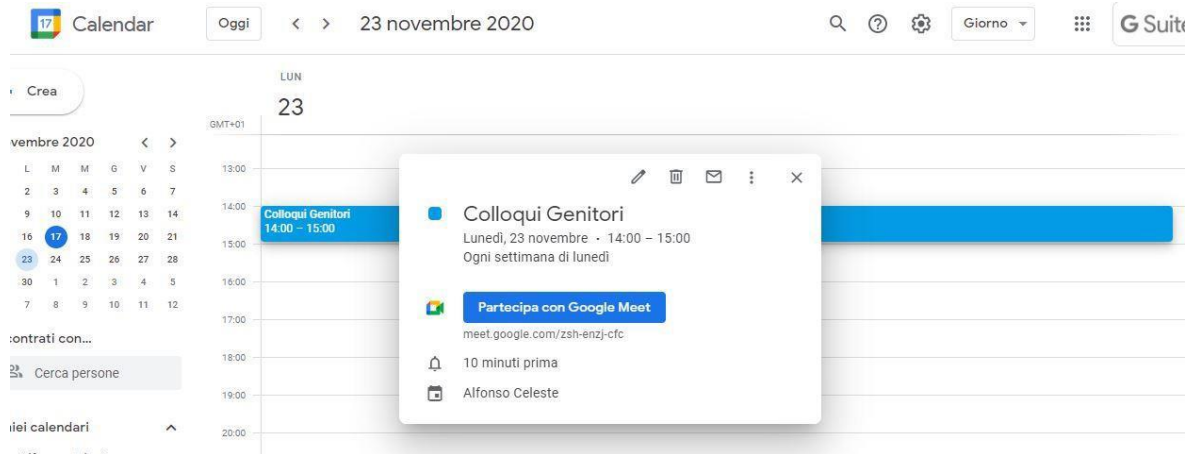 17 Calendar Oggi 23 novembre 2020 Giorno G Suite
LUN
23
GMT+01
Crea
vembre 2020
L M M G V S
2 3 4 5 6 7
9 10 11 12 13 14
16 17 18 19 20 21
23 24 25 26 27 28
30 1 2 3 4 5
7 8 9 10 11 12
contrati con...
Cerca persone
iei calendari
13:00
14:00
15:00
16:00
17:00
18:00
19:00
20:00
Colloqui Genitori
14:00 – 15:00
Colloqui Genitori
Lunedì, 23 novembre · 14:00 – 15:00
Ogni settimana di lunedì
Partecipa con Google Meet
meet.google.com/zsh-enzj-cfc
10 minuti prima
Alfonso Celeste